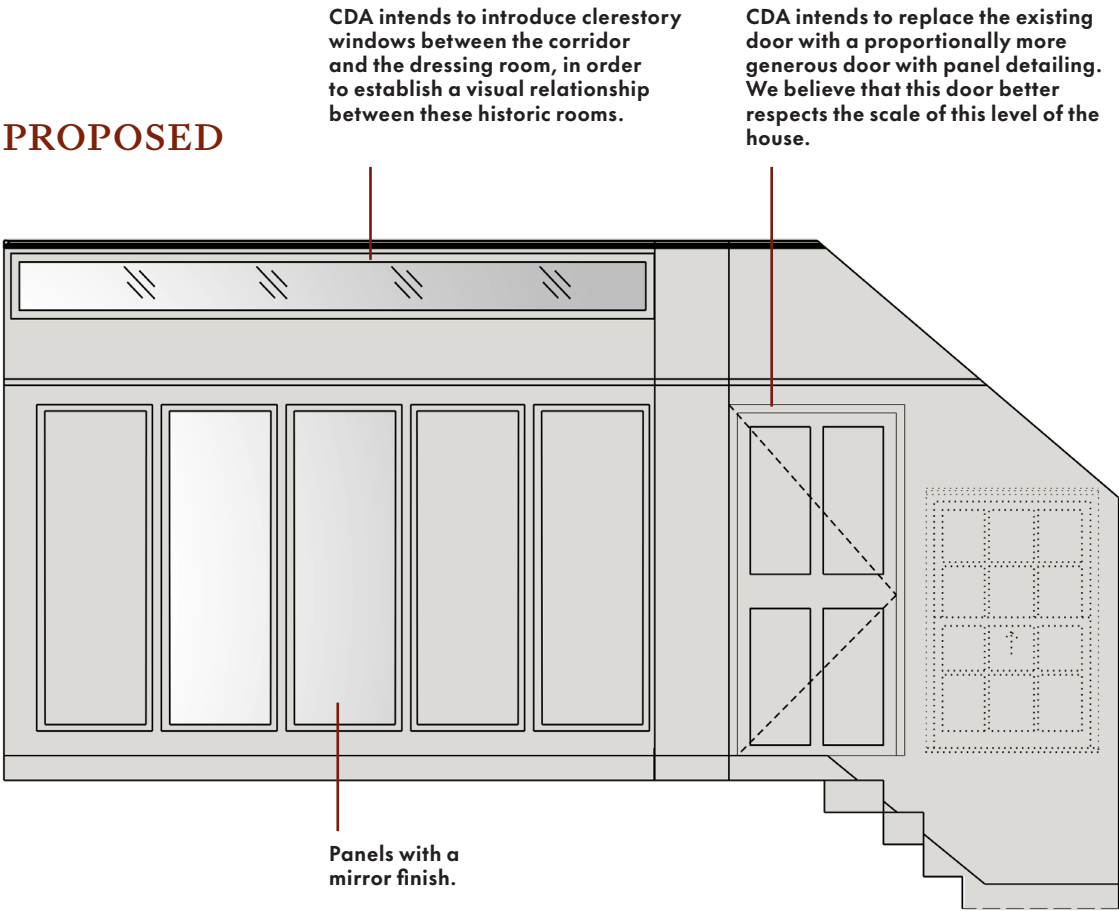 CDA intends to introduce clerestory
windows between the corridor
and the dressing room, in order
to establish a visual relationship
between these historic rooms.
CDA intends to replace the existing
door with a proportionally more
generous door with panel detailing.
We believe that this door better
respects the scale of this level of the
house.
PROPOSED
Panels with a
mirror finish.